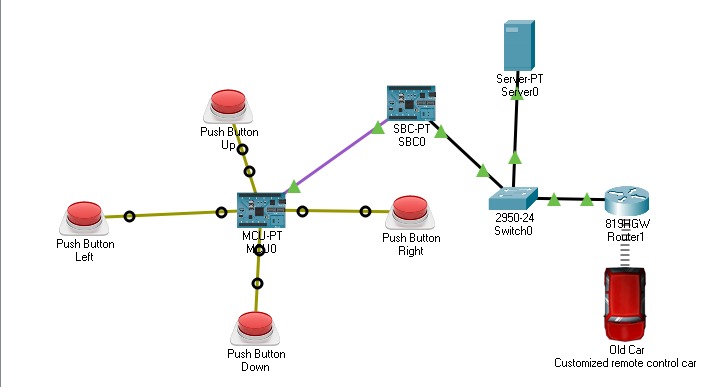 Server-PT
Server0
Push Button
Up
SBC-PT
SBC0
Push Button
Left
MCU-PT
MCU0
Push Button
Right
2950-24
Switch0
819HGW
Router1
Push Button
Down
Old Car
Customized remote control car